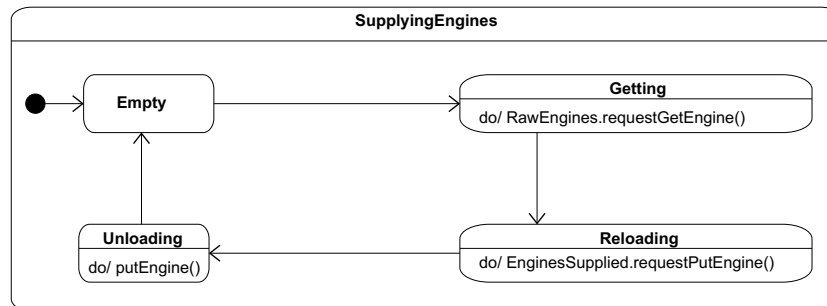 SupplyingEngines
Empty
Getting
do/ RawEngines.requestGetEngine()
Unloading
do/ putEngine()
Reloading
do/ EnginesSupplied.requestPutEngine()